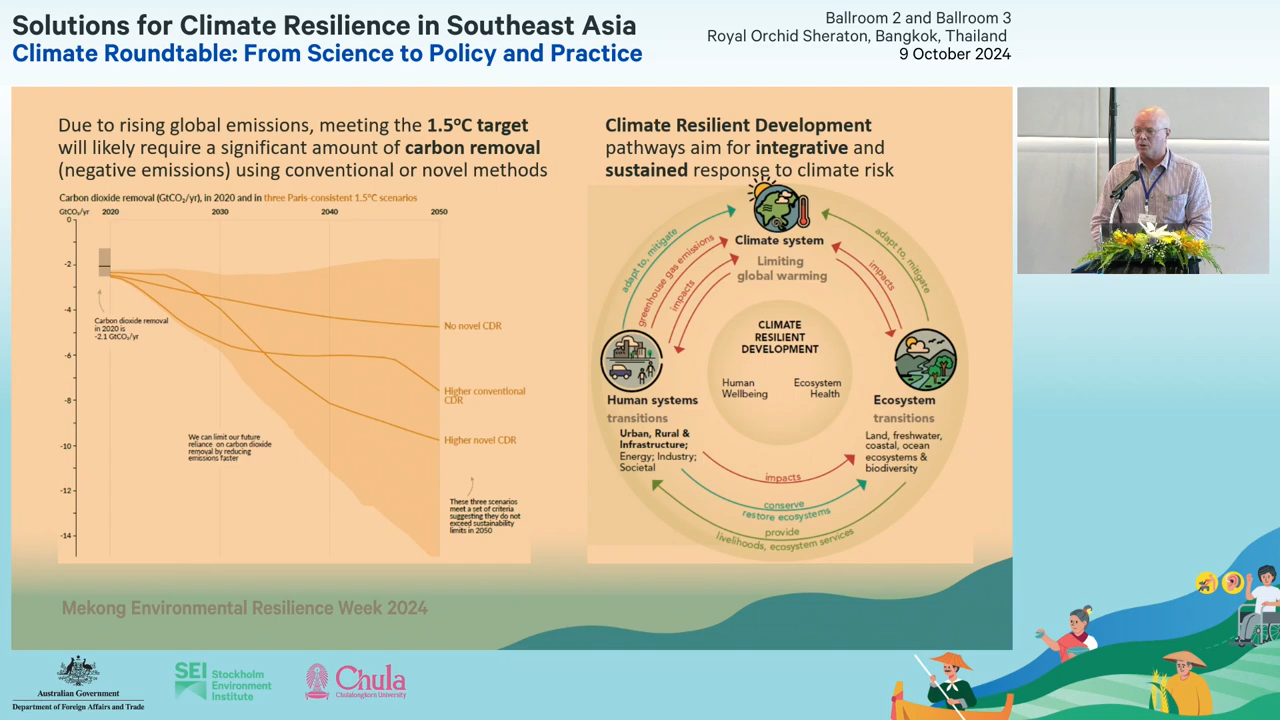 Solutions for Climate Resilience in Southeast Asia
Climate Roundtable: From Science to Policy and Practice
Ballroom 2 and Ballroom 3
Royal Orchid Sheraton, Bangkok, Thailand
9 October 2024
Due to rising global emissions, meeting the 1.5°C target
will likely require a significant amount of carbon removal
(negative emissions) using conventional or novel methods
Carbon dioxide removal (GtCO₂/yr), in 2020 and in three Paris-consistent 1.5°C scenarios
GtCO₂/yr 2020 2030 2040 2050
0
-2
-4
-6
-8
-10
-12
-14
Carbon dioxide removal
in 2020 is
-2.1 GtCO₂/yr
We can limit our future
reliance on carbon dioxide
removal by reducing
emissions faster
No novel CDR
Higher conventional
CDR
Higher novel CDR
These three scenarios
meet a set of criteria
suggesting they do not
exceed sustainability
limits in 2050
Climate Resilient Development
pathways aim for integrative and
sustained response to climate risk
Climate system
Limiting
global warming
adapt to, mitigate
greenhouse gas emissions
impacts
impacts
adapt to, mitigate
CLIMATE
RESILIENT
DEVELOPMENT
Human
Wellbeing
Ecosystem
Health
Human systems
transitions
Urban, Rural &
Infrastructure;
Energy; Industry;
Societal
Ecosystem
transitions
Land, freshwater,
coastal, ocean
ecosystems &
biodiversity
impacts
conserve
restore ecosystems
provide
livelihoods, ecosystem services
Mekong Environmental Resilience Week 2024
Australian Government
Department of Foreign Affairs and Trade
SEI Stockholm
Environment
Institute
Chula
Chulalongkorn University